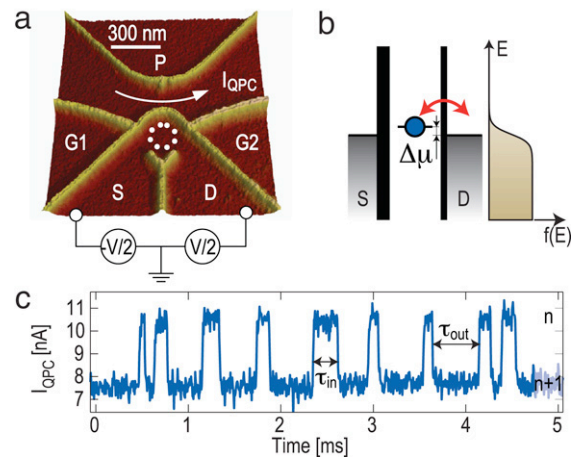 a
300 nm
P
I_QPC
G1
G2
S
D
-V/2
V/2
b
E
Δμ
S
D
f(E)
c
I_QPC [nA]
11
10
9
8
7
n
τ_out
τ_in
n+1
0
1
2
3
4
5
Time [ms]